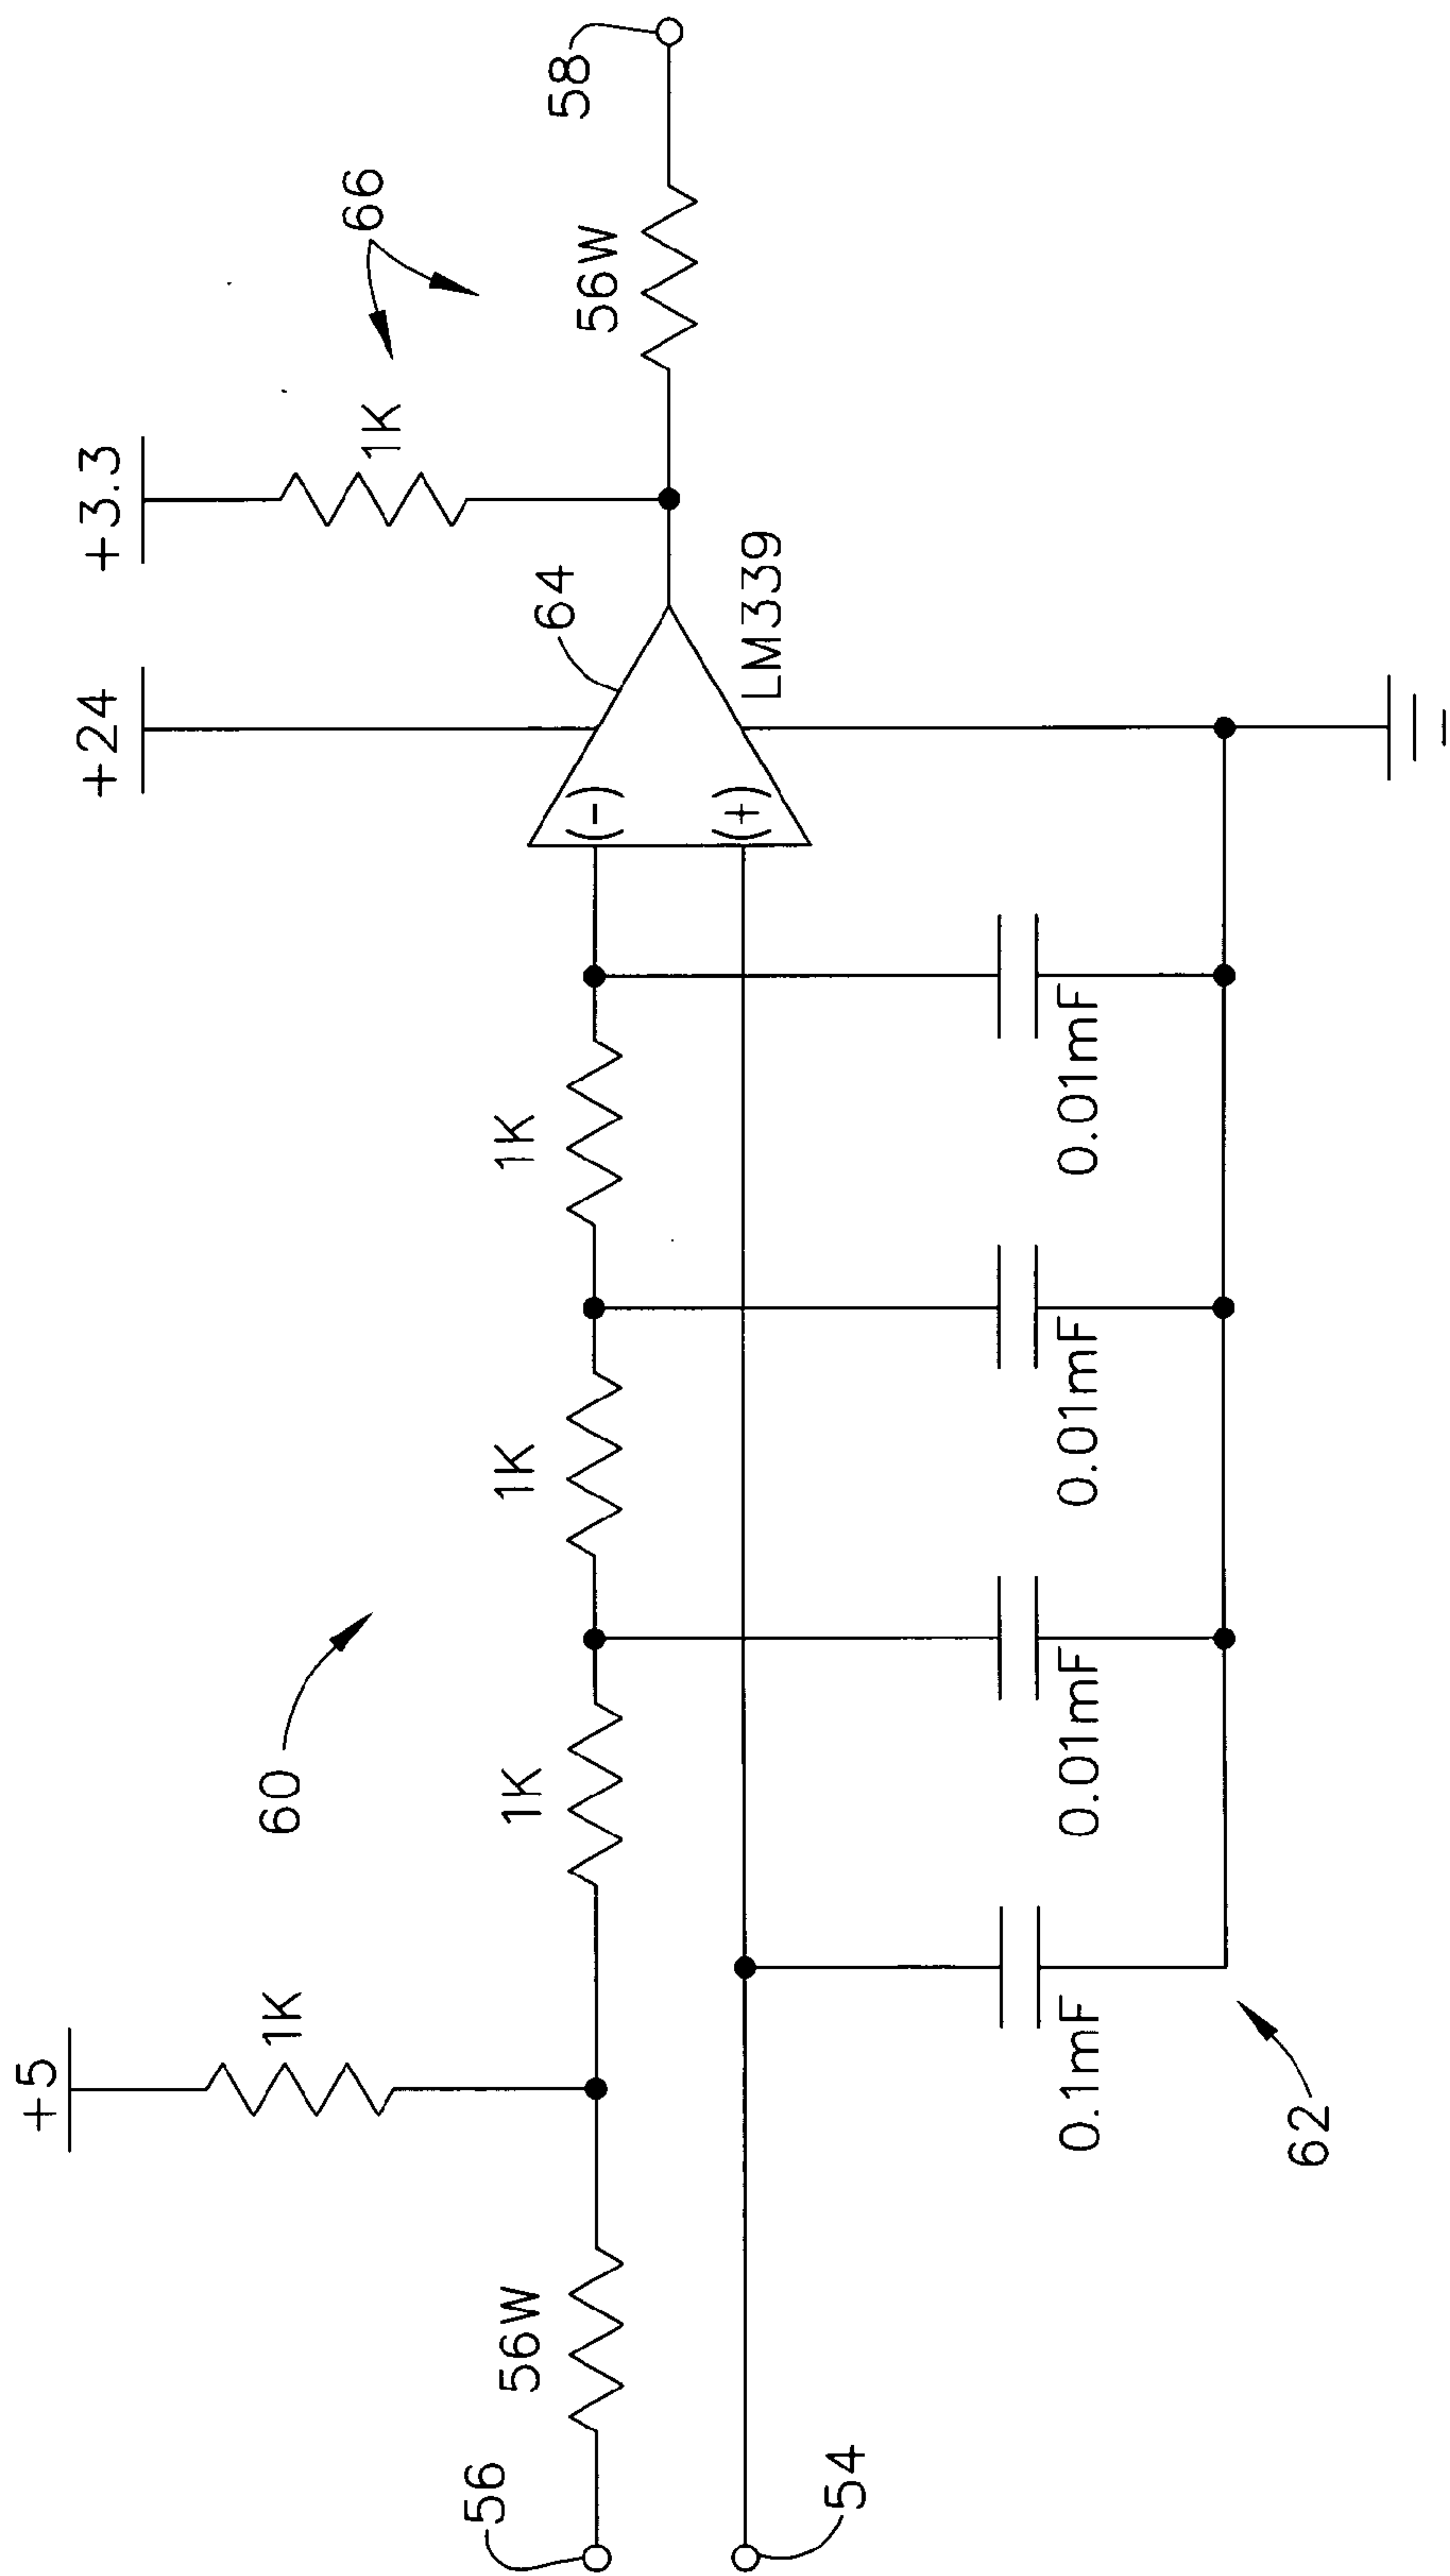 +5
1K
60
+24
+3.3
1K
66
64
58
56W
56
56W
1K
1K
1K
(-)
(+)
LM339
54
0.1mF
0.01mF
0.01mF
0.01mF
62